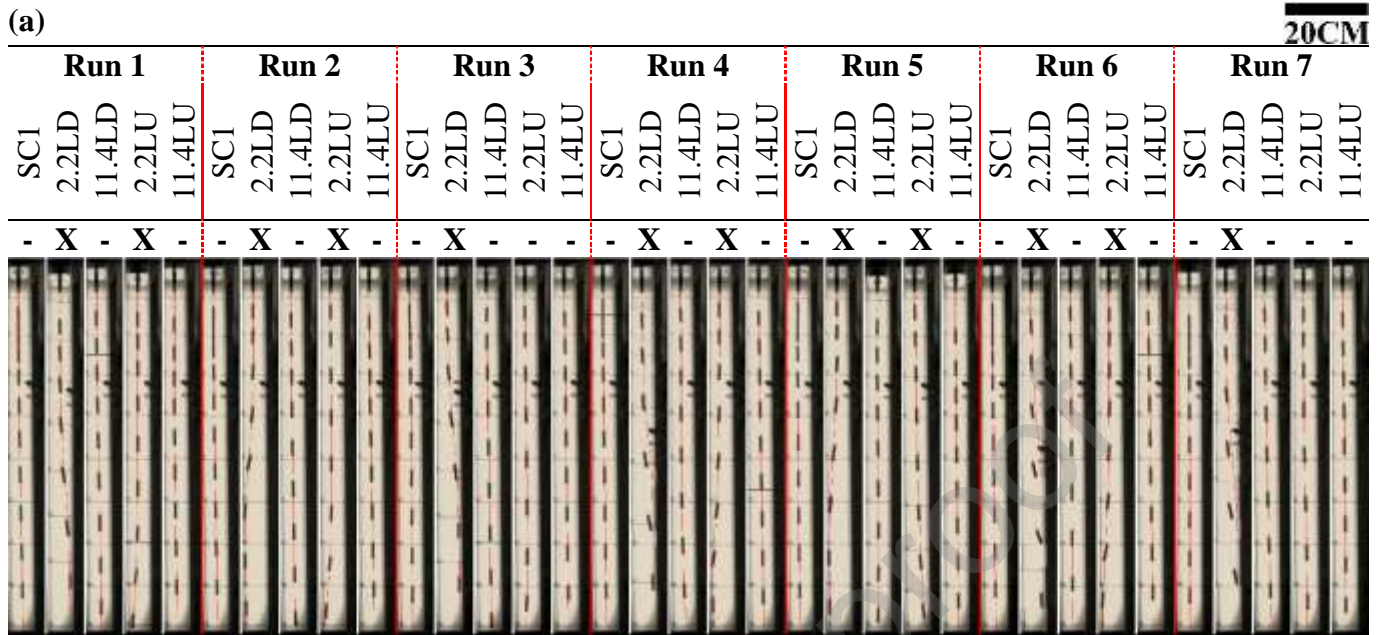 (a)
20CM
Run 1 Run 2 Run 3 Run 4 Run 5 Run 6 Run 7
SC1 2.2LD 11.4LD 2.2LU 11.4LU SC1 2.2LD 11.4LD 2.2LU 11.4LU SC1 2.2LD 11.4LD 2.2LU 11.4LU SC1 2.2LD 11.4LD 2.2LU 11.4LU SC1 2.2LD 11.4LD 2.2LU 11.4LU SC1 2.2LD 11.4LD 2.2LU 11.4LU SC1 2.2LD 11.4LD 2.2LU 11.4LU
- X - X - - X - X - - X - - - - X - X - - X - X - - X - X - - X - - -
proof